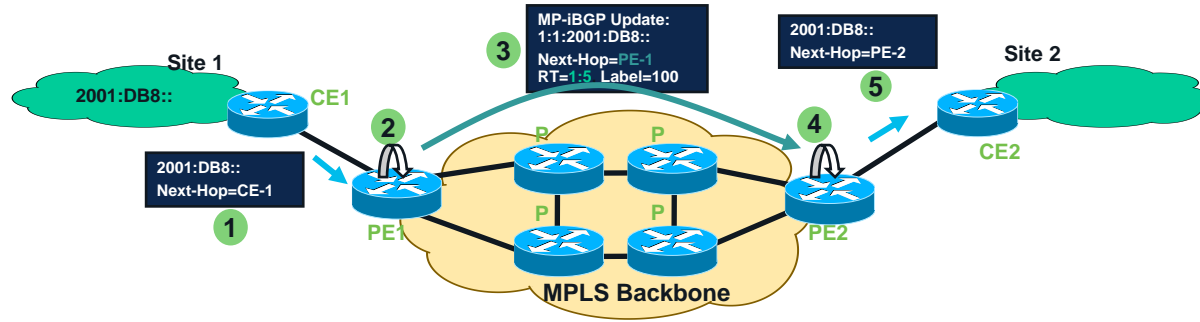 MP-iBGP Update:
1:1:2001:DB8::
Next-Hop=PE-1
RT=1:5 Label=100
3
2001:DB8::
Next-Hop=PE-2
5
Site 1
Site 2
2001:DB8::
CE1
2
4
CE2
P
P
2001:DB8::
Next-Hop=CE-1
1
PE1
P
P
PE2
MPLS Backbone